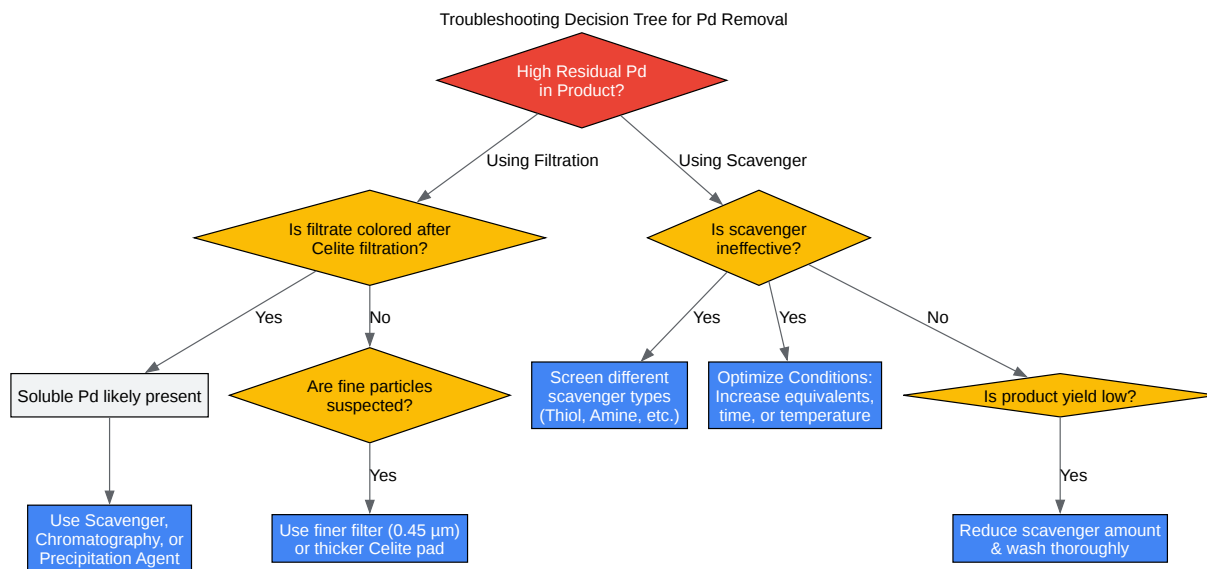 Troubleshooting Decision Tree for Pd Removal
High Residual Pd
in Product?
Using Filtration
Using Scavenger
Is filtrate colored after
Celite filtration?
Is scavenger
ineffective?
Yes
No
Yes
Yes
No
Soluble Pd likely present
Are fine particles
suspected?
Screen different
scavenger types
(Thiol, Amine, etc.)
Optimize Conditions:
Increase equivalents,
time, or temperature
Is product yield low?
Yes
Yes
Use Scavenger,
Chromatography, or
Precipitation Agent
Use finer filter (0.45 µm)
or thicker Celite pad
Reduce scavenger amount
& wash thoroughly